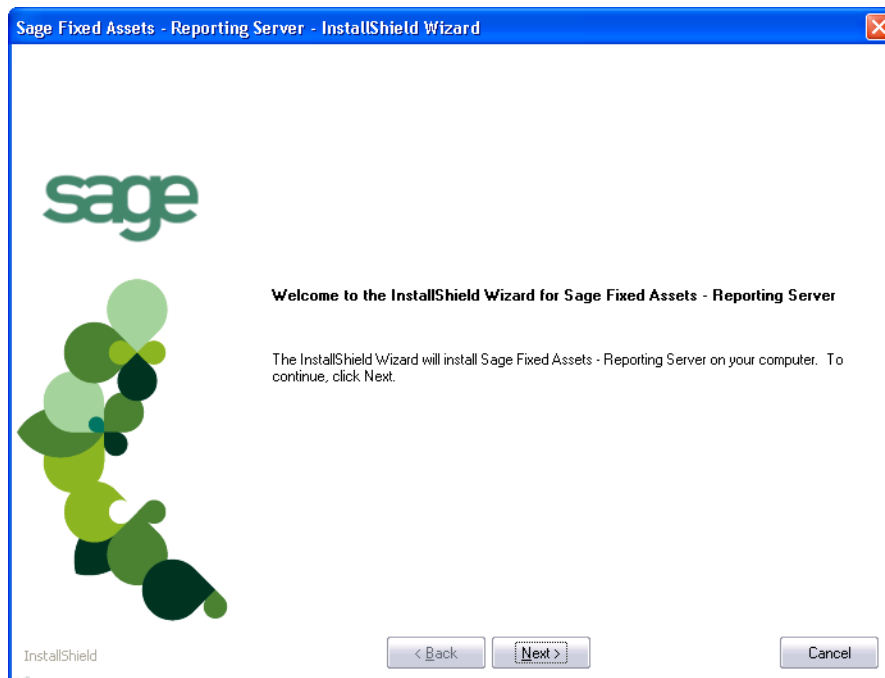 Sage Fixed Assets - Reporting Server - InstallShield Wizard
sage
Welcome to the InstallShield Wizard for Sage Fixed Assets - Reporting Server
The InstallShield Wizard will install Sage Fixed Assets - Reporting Server on your computer. To
continue, click Next.
InstallShield
< Back
Next >
Cancel